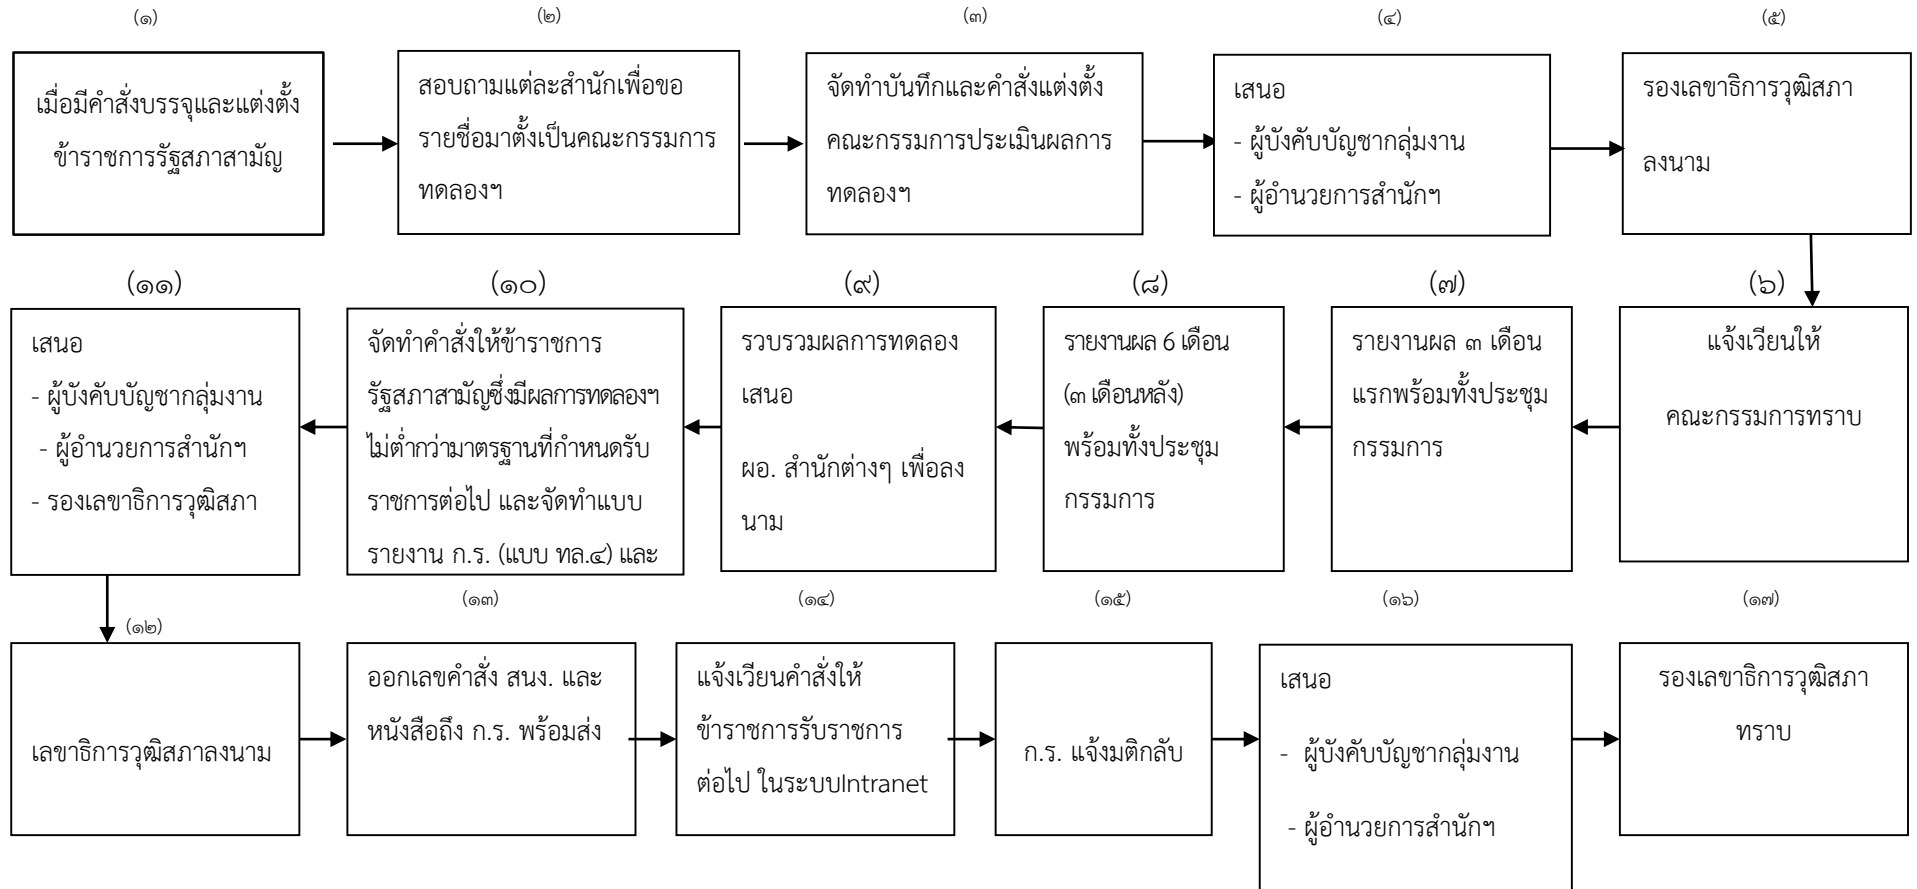 (๑)
เมื่อมีคำสั่งบรรจุและแต่งตั้ง
ข้าราชการรัฐสภาสามัญ
(๒)
สอบถามแต่ละสำนักเพื่อขอ
รายชื่อมาตั้งเป็นคณะกรรมการ
ทดลองฯ
(๓)
จัดทำบันทึกและคำสั่งแต่งตั้ง
คณะกรรมการประเมินผลการ
ทดลองฯ
(๔)
เสนอ
- ผู้บังคับบัญชากลุ่มงาน
- ผู้อำนวยการสำนักฯ
(๕)
รองเลขาธิการวุฒิสภา
ลงนาม
(๖)
แจ้งเวียนให้
คณะกรรมการทราบ
(๗)
รายงานผล ๓ เดือน
แรกพร้อมทั้งประชุม
กรรมการ
(๘)
รายงานผล 6 เดือน
(๓ เดือนหลัง)
พร้อมทั้งประชุม
กรรมการ
(๙)
รวบรวมผลการทดลอง
เสนอ
ผอ. สำนักต่างๆ เพื่อลง
นาม
(๑๐)
จัดทำคำสั่งให้ข้าราชการ
รัฐสภาสามัญซึ่งมีผลการทดลองฯ
ไม่ต่ำกว่ามาตรฐานที่กำหนดรับ
ราชการต่อไป และจัดทำแบบ
รายงาน ก.ร. (แบบ ทล.๔) และ
(๑๑)
เสนอ
- ผู้บังคับบัญชากลุ่มงาน
- ผู้อำนวยการสำนักฯ
- รองเลขาธิการวุฒิสภา
(๑๒)
เลขาธิการวุฒิสภาลงนาม
(๑๓)
ออกเลขคำสั่ง สนง. และ
หนังสือถึง ก.ร. พร้อมส่ง
(๑๔)
แจ้งเวียนคำสั่งให้
ข้าราชการรับราชการ
ต่อไป ในระบบIntranet
(๑๕)
ก.ร. แจ้งมติกลับ
(๑๖)
เสนอ
- ผู้บังคับบัญชากลุ่มงาน
- ผู้อำนวยการสำนักฯ
(๑๗)
รองเลขาธิการวุฒิสภา
ทราบ